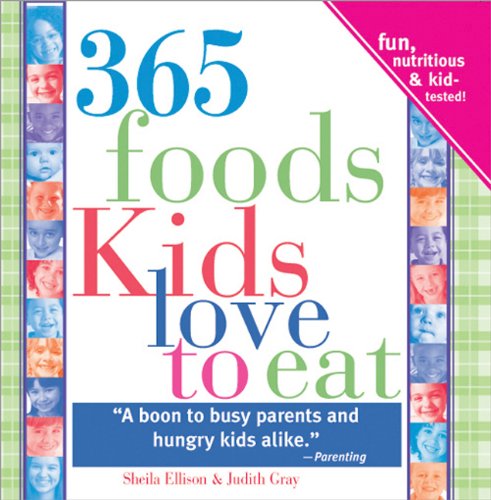 365
foods
Kids
love
to eat
fun,
nutritious
& kid-
tested!
“A boon to busy parents and
hungry kids alike.”
—Parenting
Sheila Ellison & Judith Gray